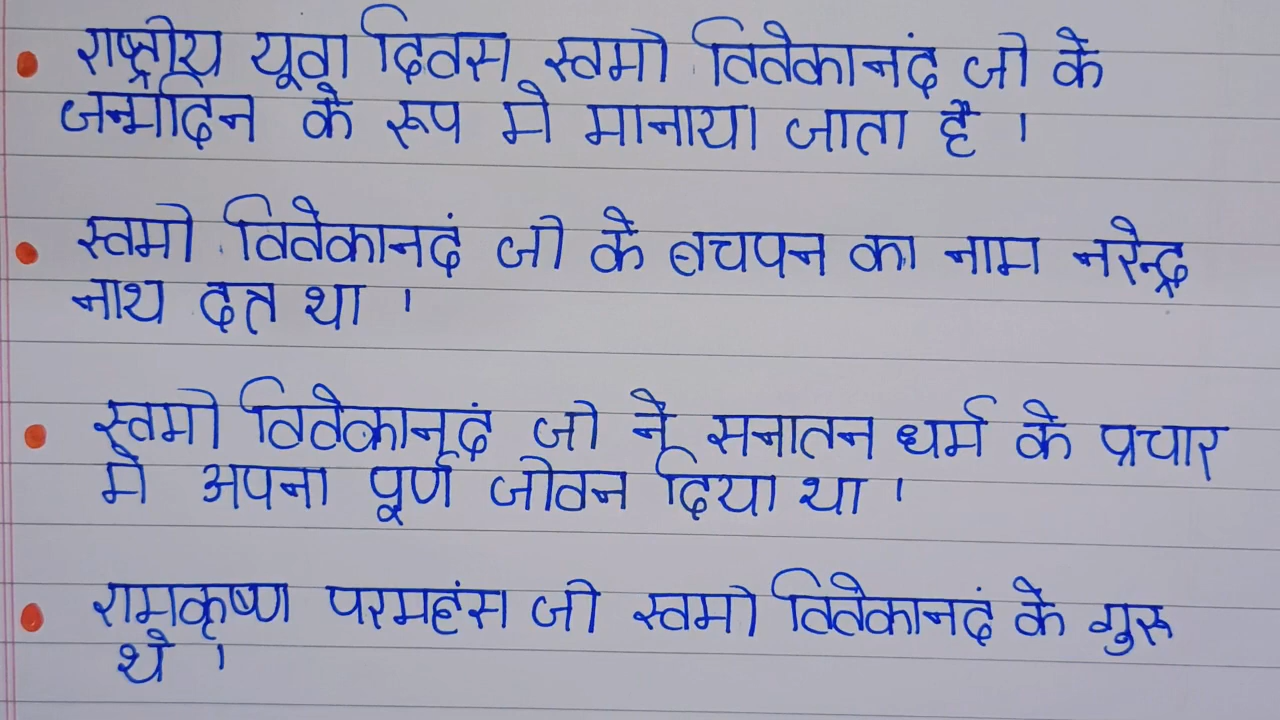 राष्ट्रीय यूवा दिवस स्वमी विवेकानंद जी के
जन्मदिन के रूप मे मानाया जाता है ।
स्वमी विवेकानदं जी के बचपन का नाम नरेन्द्र
नाथ दत्त था ।
स्वमी विवेकानदं जी ने सनातन धर्म के प्रचार
मे अपना पूर्ण जीवन दिया था ।
रामकृष्ण परमहंस जी स्वमी विवेकानदं के गुरू
थे ।